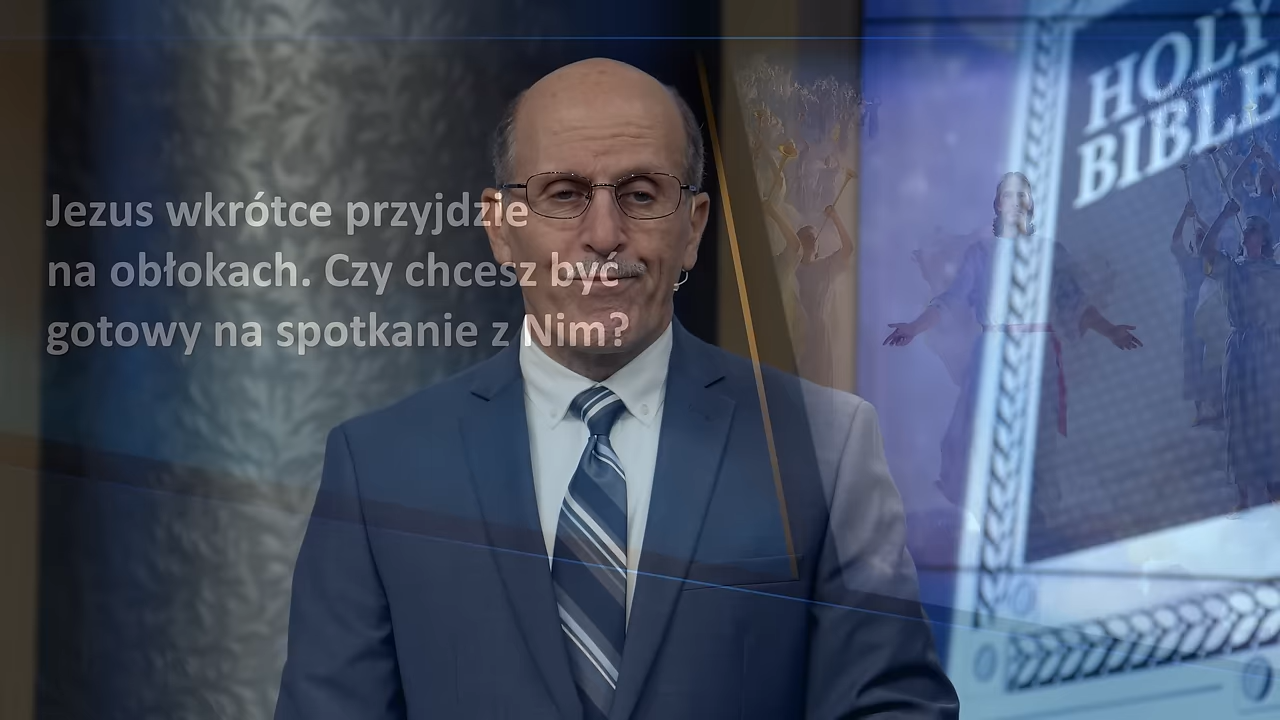 Jezus wkrótce przyjdzie
na obłokach. Czy chcesz być
gotowy na spotkanie z Nim?
HOLY
BIBLE